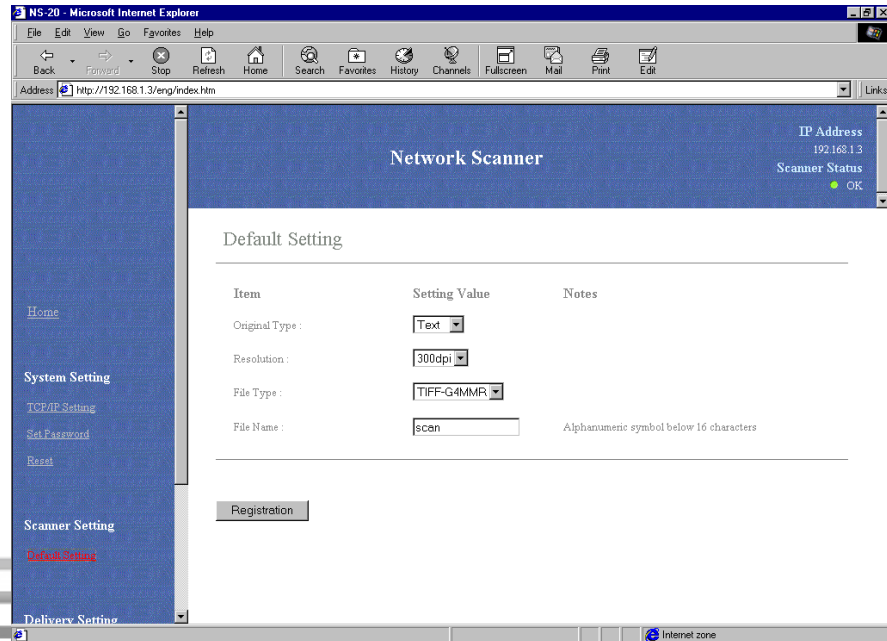 NS-20 - Microsoft Internet Explorer
File Edit View Go Favorites Help
Back Forward Stop Refresh Home Search Favorites History Channels Fullscreen Mail Print Edit
Address http://192.168.1.3/eng/index.htm Links
IP Address
192.168.1.3
Network Scanner
Scanner Status
OK
Home
System Setting
TCP/IP Setting
Set Password
Reset
Scanner Setting
Default Setting
Delivery Setting
Default Setting
Item Setting Value Notes
Original Type : Text
Resolution : 300dpi
File Type : TIFF-G4MMR
File Name : scan Alphanumeric symbol below 16 characters
Registration
Internet zone